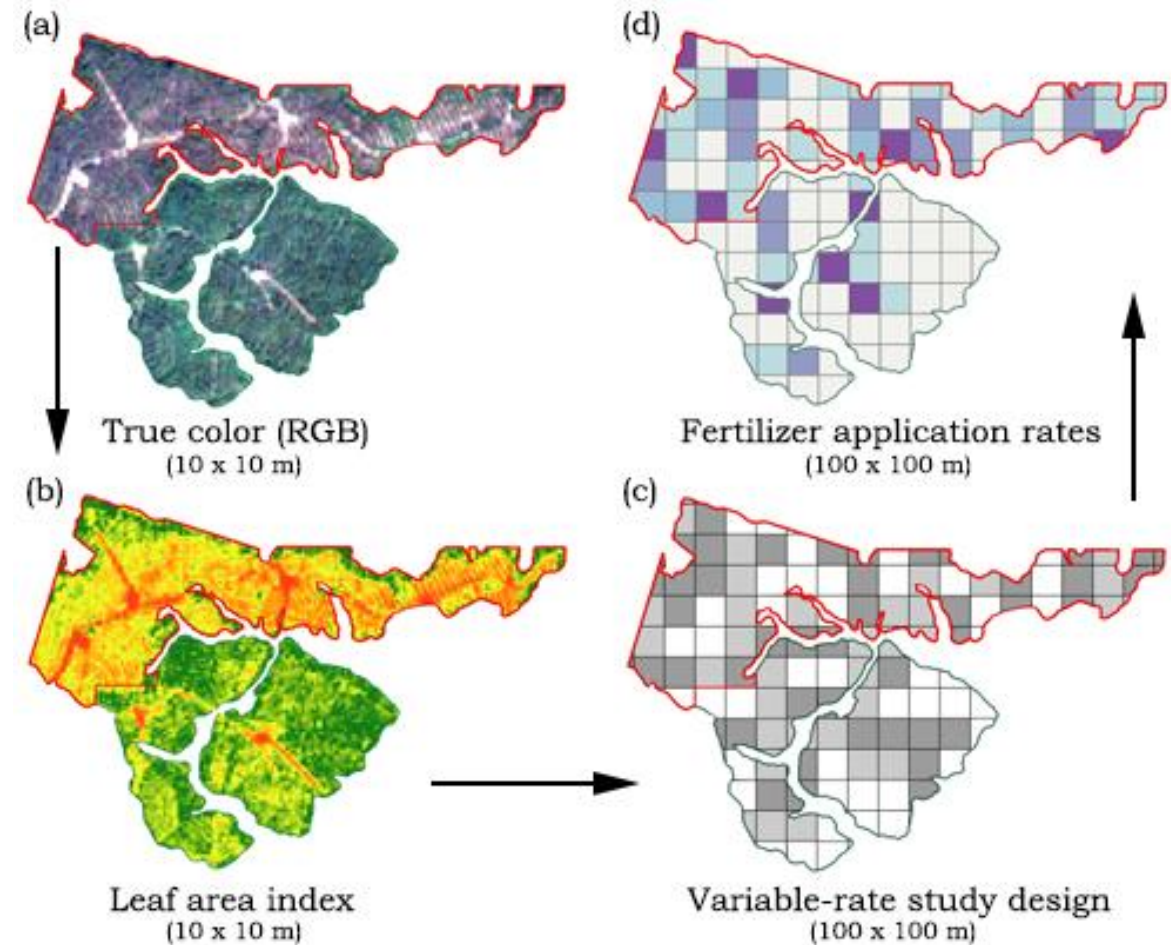 (a)
True color (RGB)
(10 x 10 m)
(d)
Fertilizer application rates
(100 x 100 m)
(b)
Leaf area index
(10 x 10 m)
(c)
Variable-rate study design
(100 x 100 m)